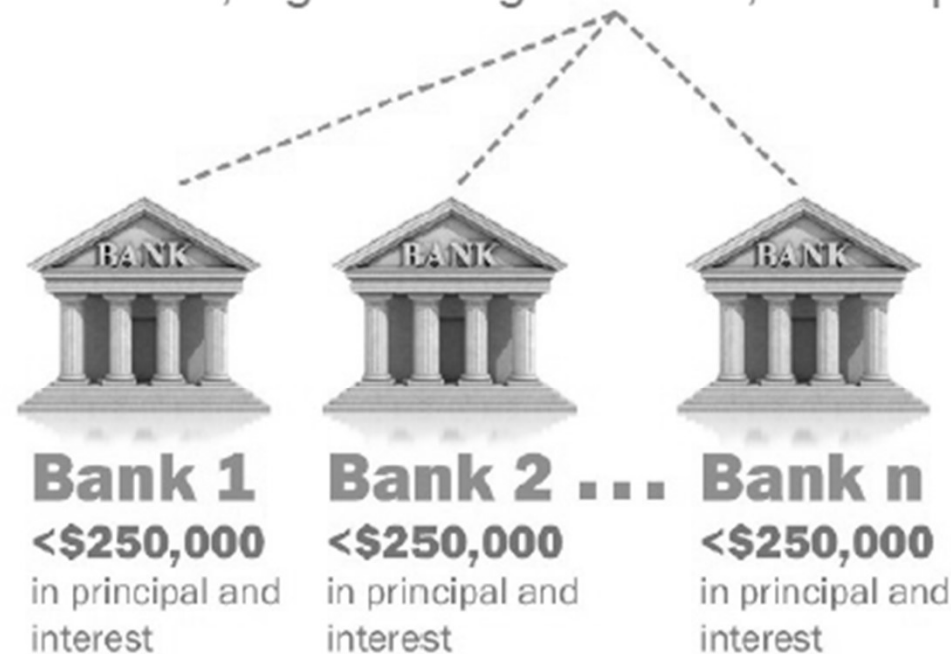 BANK BANK BANK
Bank 1 Bank 2 ... Bank n
<$250,000 <$250,000 <$250,000
in principal and in principal and in principal and
interest interest interest